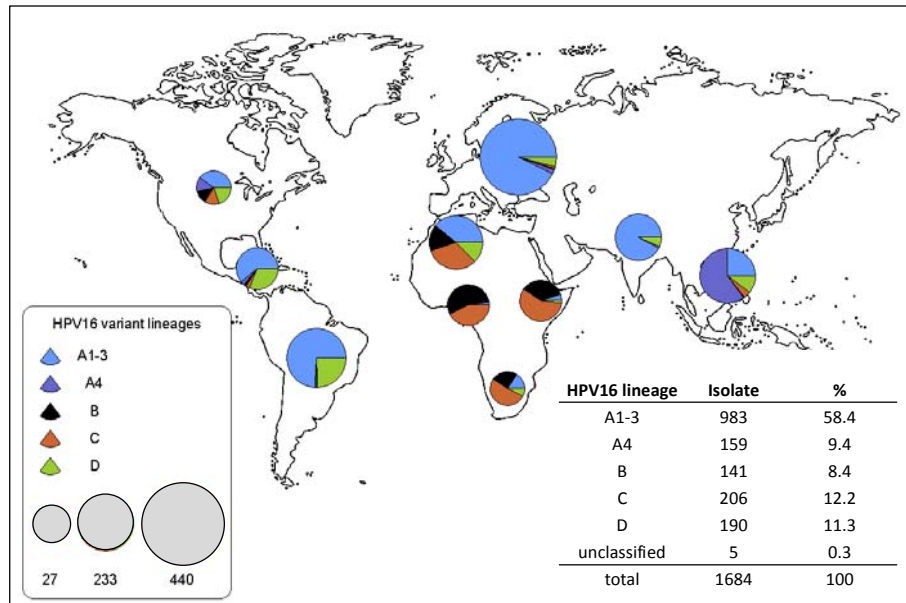 HPV16 variant lineages
A1-3
A4
B
C
D
27 233 440
HPV16 lineage Isolate %
A1-3 983 58.4
A4 159 9.4
B 141 8.4
C 206 12.2
D 190 11.3
unclassified 5 0.3
total 1684 100